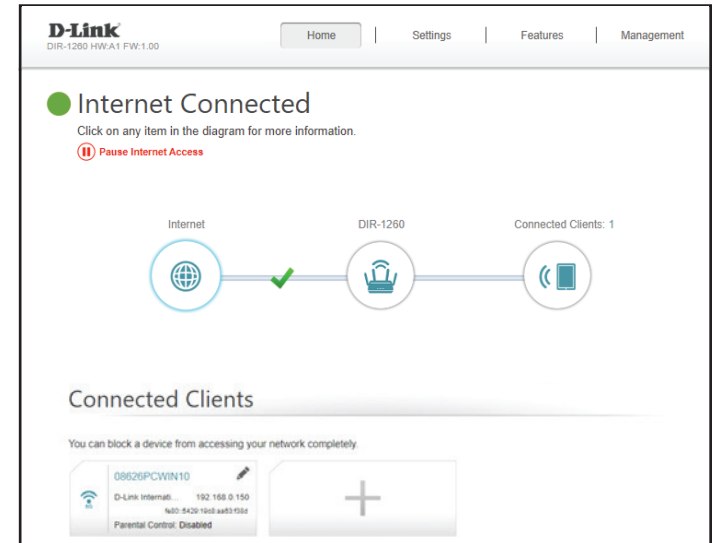 D-Link
DIR-1260 HW:A1 FW:1.00
Home
Settings
Features
Management
Internet Connected
Click on any item in the diagram for more information.
Pause Internet Access
Internet
DIR-1260
Connected Clients: 1
Connected Clients
You can block a device from accessing your network completely.
08626PCWIN10
D-Link Internati... 192.168.0.150
Parental Control: Disabled